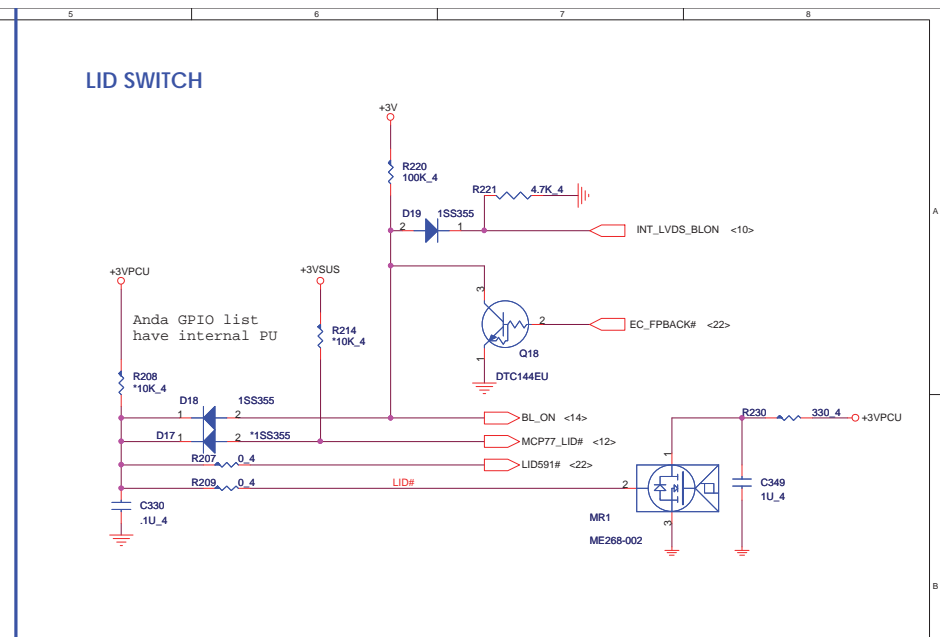 5 6 7 8
LID SWITCH
+3V
R220
100K_4
R221 4.7K_4
A
D19 1SS355
2 1
INT_LVDS_BLON <10>
+3VPCU
+3VSUS
Anda GPIO list
have internal PU
3
2
EC_FPBACK# <22>
R214
*10K_4
1
Q18
DTC144EU
R208
*10K_4
D18 1SS355
1 2
BL_ON <14>
R230 330_4 +3VPCU
D17 1 2 *1SS355
MCP77_LID# <12>
R207 0_4
LID591# <22>
1
R209 0_4
LID#
2
C349
1U_4
C330
.1U_4
MR1
3
ME268-002
B